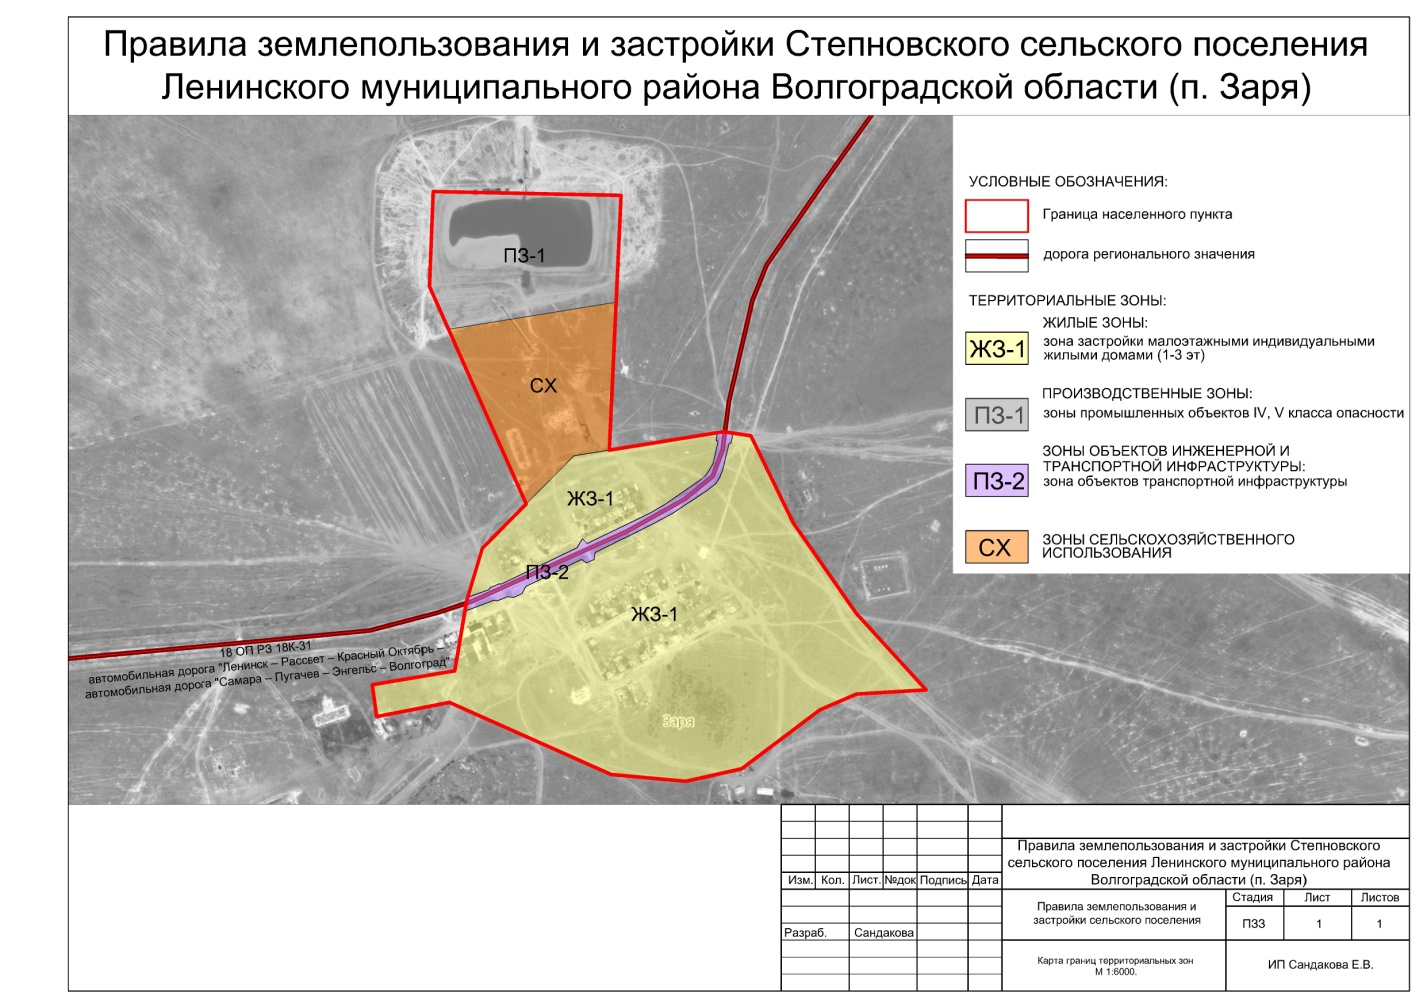 Правила землепользования и застройки Степновского сельского поселения
Ленинского муниципального района Волгоградской области (п. Заря)
УСЛОВНЫЕ ОБОЗНАЧЕНИЯ:
Граница населенного пункта
дорога регионального значения
ТЕРРИТОРИАЛЬНЫЕ ЗОНЫ:
ЖИЛЫЕ ЗОНЫ:
ЖЗ-1
зона застройки малоэтажными индивидуальными
жилыми домами (1-3 эт)
ПРОИЗВОДСТВЕННЫЕ ЗОНЫ:
ПЗ-1
зоны промышленных объектов IV, V класса опасности
ЗОНЫ ОБЪЕКТОВ ИНЖЕНЕРНОЙ И
ТРАНСПОРТНОЙ ИНФРАСТРУКТУРЫ:
ПЗ-2
зона объектов транспортной инфраструктуры
СХ
ЗОНЫ СЕЛЬСКОХОЗЯЙСТВЕННОГО
ИСПОЛЬЗОВАНИЯ
ПЗ-1
СХ
ЖЗ-1
ПЗ-2
ЖЗ-1
Заря
18 ОП РЗ 18К-31
автомобильная дорога "Ленинск – Рассвет – Красный Октябрь –
автомобильная дорога "Самара – Пугачев – Энгельс – Волгоград"
Правила землепользования и застройки Степновского
сельского поселения Ленинского муниципального района
Волгоградской области (п. Заря)
Изм. Кол. Лист. №док Подпись Дата
Правила землепользования и
застройки сельского поселения
Стадия Лист Листов
ПЗЗ 1 1
Разраб. Сандакова
Карта границ территориальных зон
М 1:6000.
ИП Сандакова Е.В.